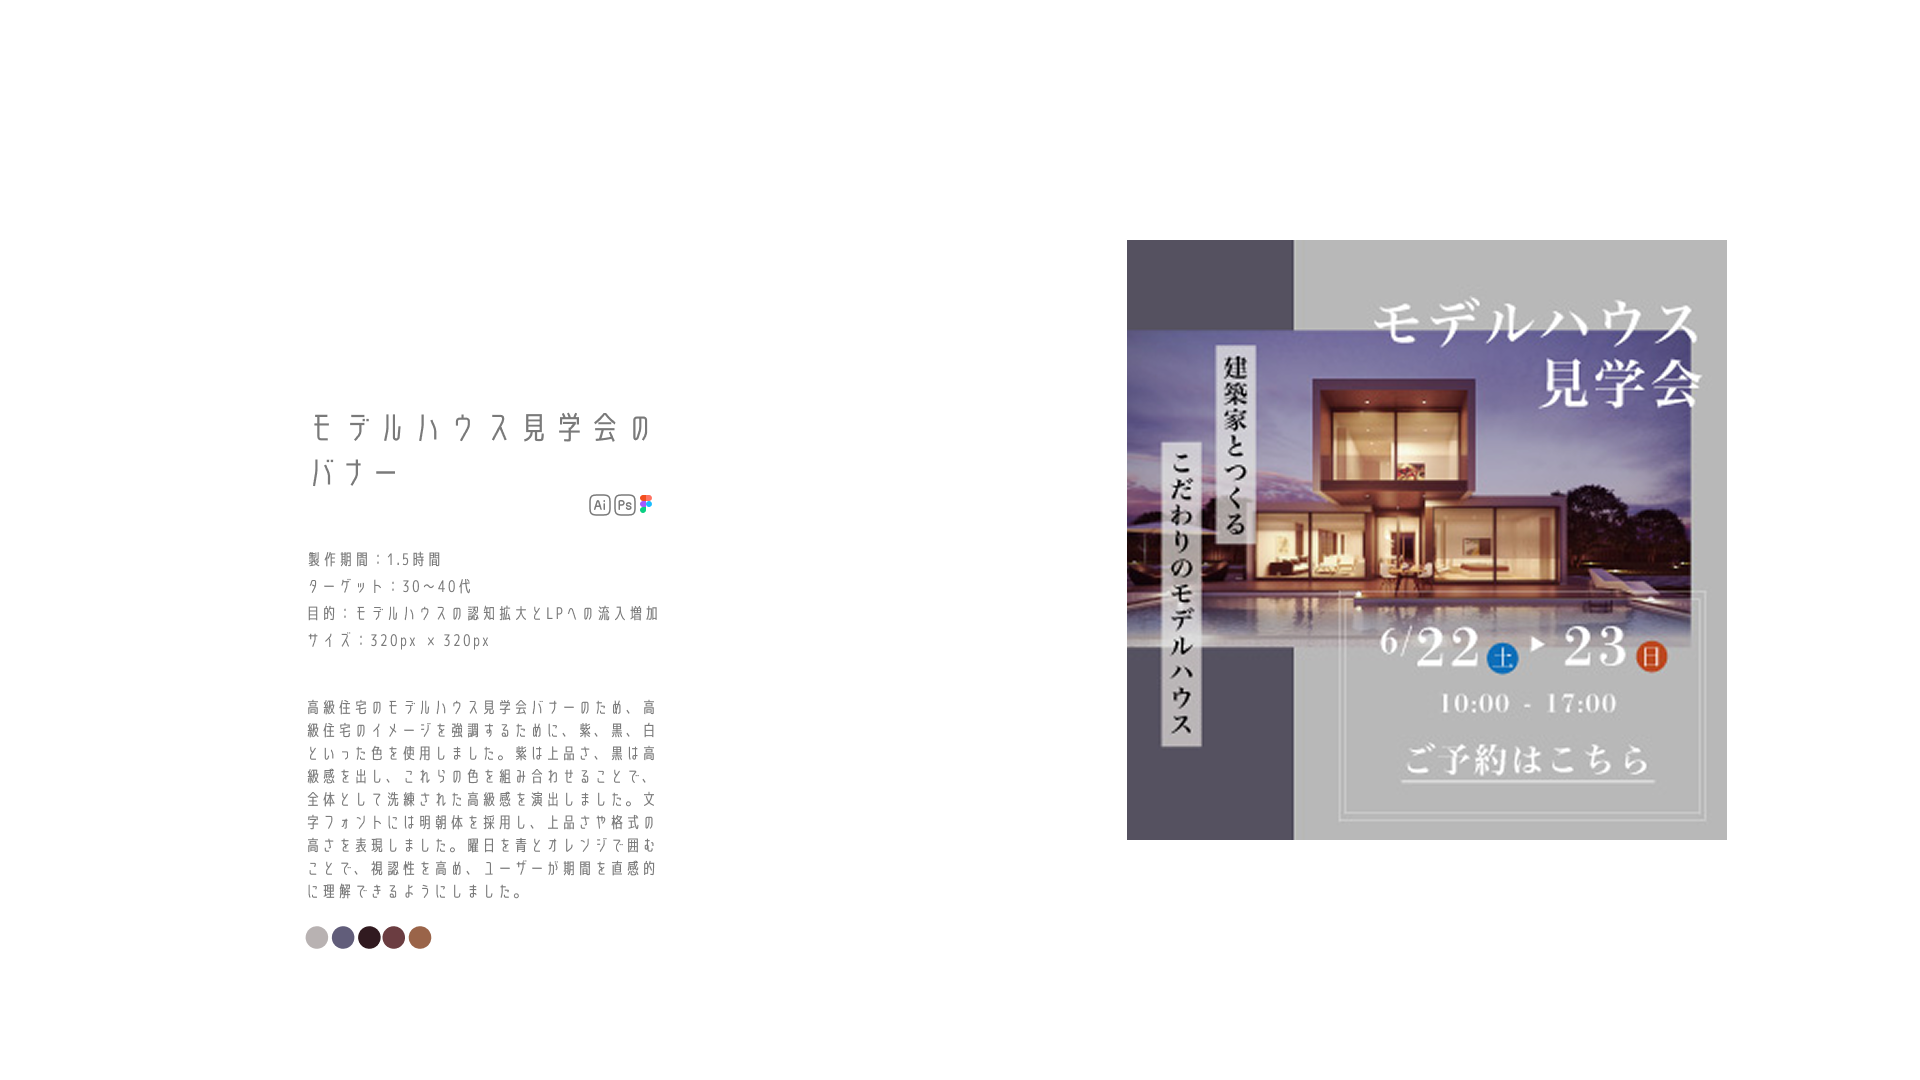 モデルハウス見学会の
バナー
Ai Ps
製作期間：1.5時間
ターゲット：30〜40代
目的：モデルハウスの認知拡大とLPへの流入増加
サイズ：320px × 320px
高級住宅のモデルハウス見学会バナーのため、高
級住宅のイメージを強調するために、紫、黒、白
といった色を使用しました。紫は上品さ、黒は高
級感を出し、これらの色を組み合わせることで、
全体として洗練された高級感を演出しました。文
字フォントには明朝体を採用し、上品さや格式の
高さを表現しました。曜日を青とオレンジで囲む
ことで、視認性を高め、ユーザーが期間を直感的
に理解できるようにしました。
モデルハウス
見学会
建築家とつくる
こだわりのモデルハウス
6/22 土 ▶ 23 日
10:00 - 17:00
ご予約はこちら